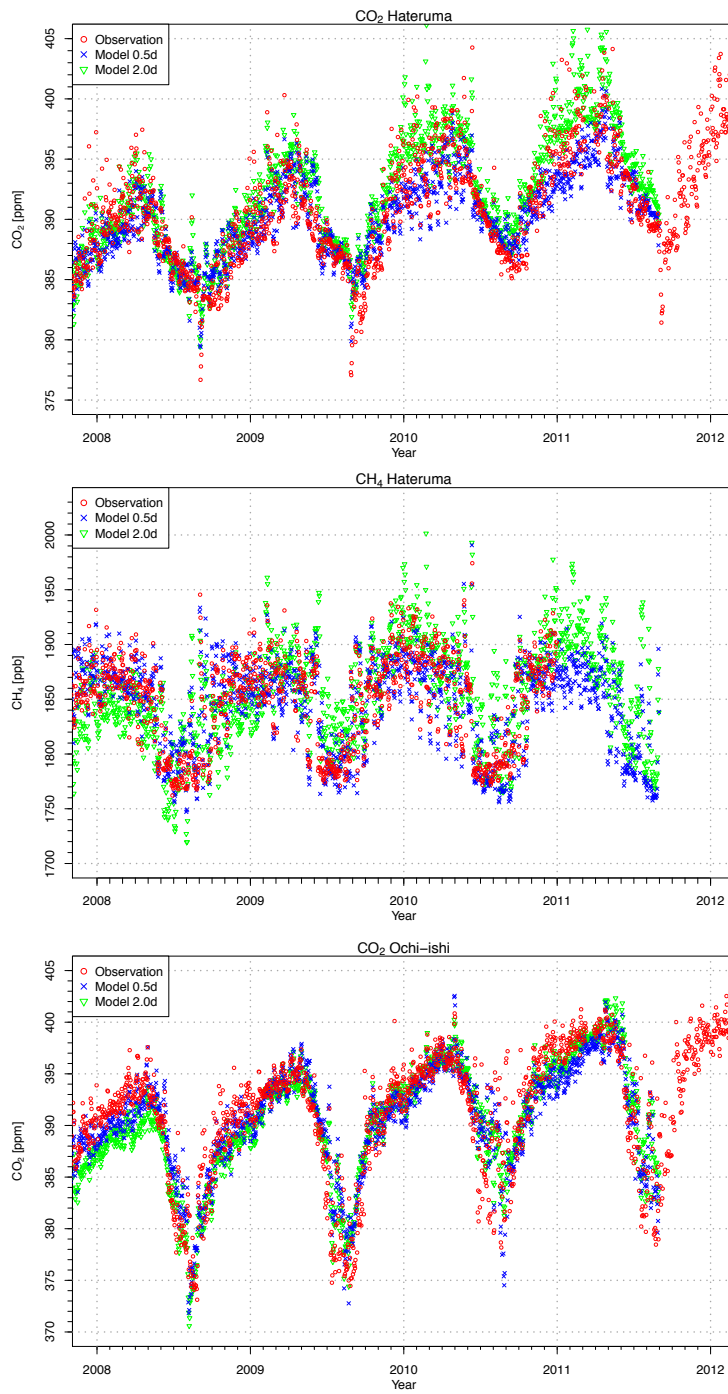 CO₂ Hateruma
Observation
Model 0.5d
Model 2.0d
405
400
395
390
385
380
375
CO₂ [ppm]
2008 2009 2010 2011 2012
Year
CH₄ Hateruma
Observation
Model 0.5d
Model 2.0d
2000
1950
1900
1850
1800
1750
1700
CH₄ [ppb]
2008 2009 2010 2011 2012
Year
CO₂ Ochi−ishi
Observation
Model 0.5d
Model 2.0d
405
400
395
390
385
380
375
370
CO₂ [ppm]
2008 2009 2010 2011 2012
Year